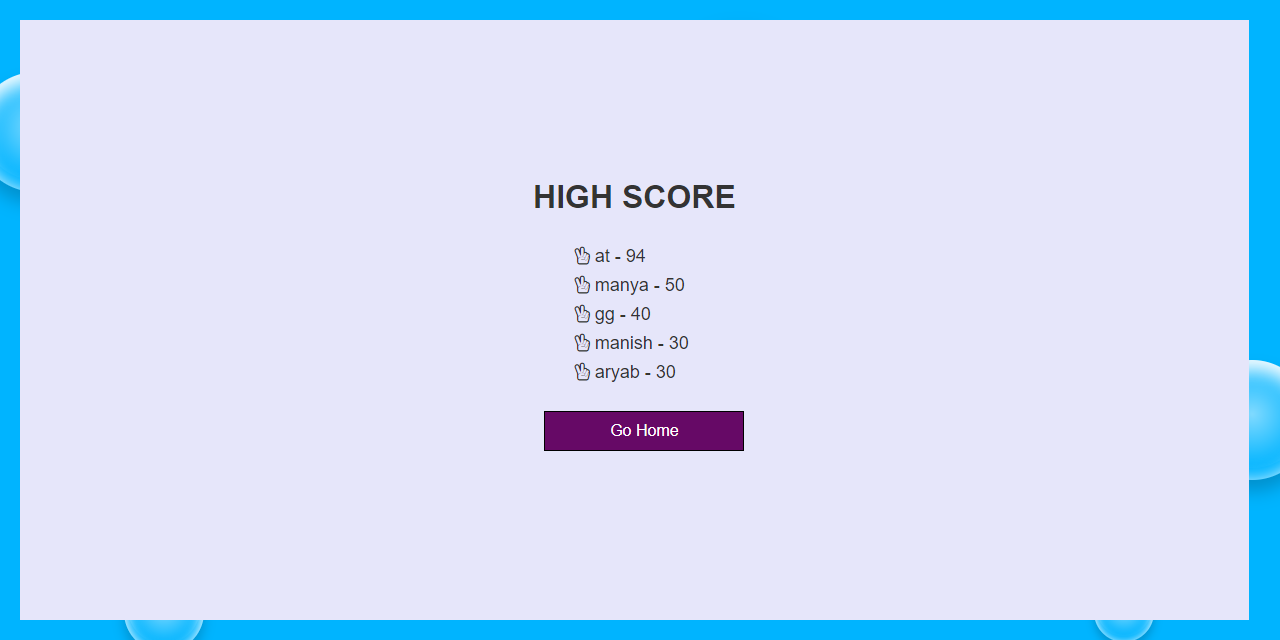 HIGH SCORE
at - 94
manya - 50
gg - 40
manish - 30
aryab - 30
Go Home